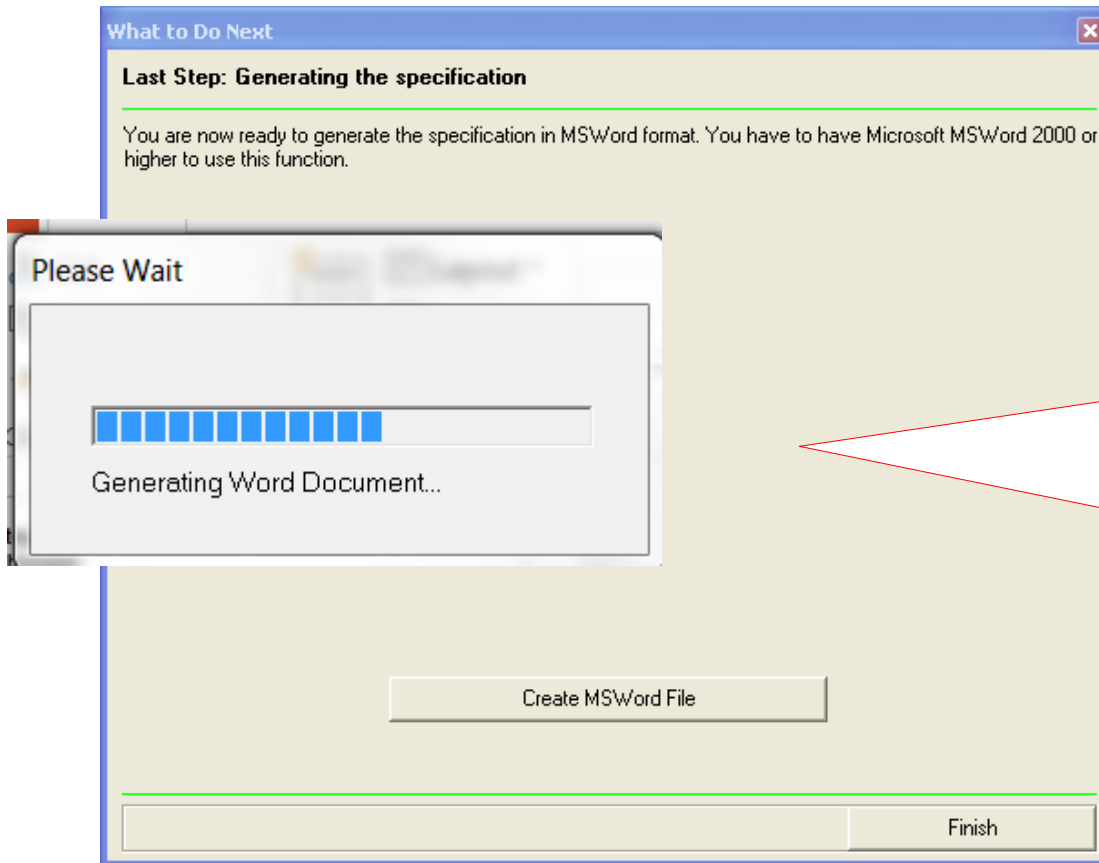 What to Do Next
Last Step: Generating the specification
You are now ready to generate the specification in MSWord format. You have to have Microsoft MSWord 2000 or
higher to use this function.
Please Wait
Layout
Generating Word Document...
Create MSWord File
Finish